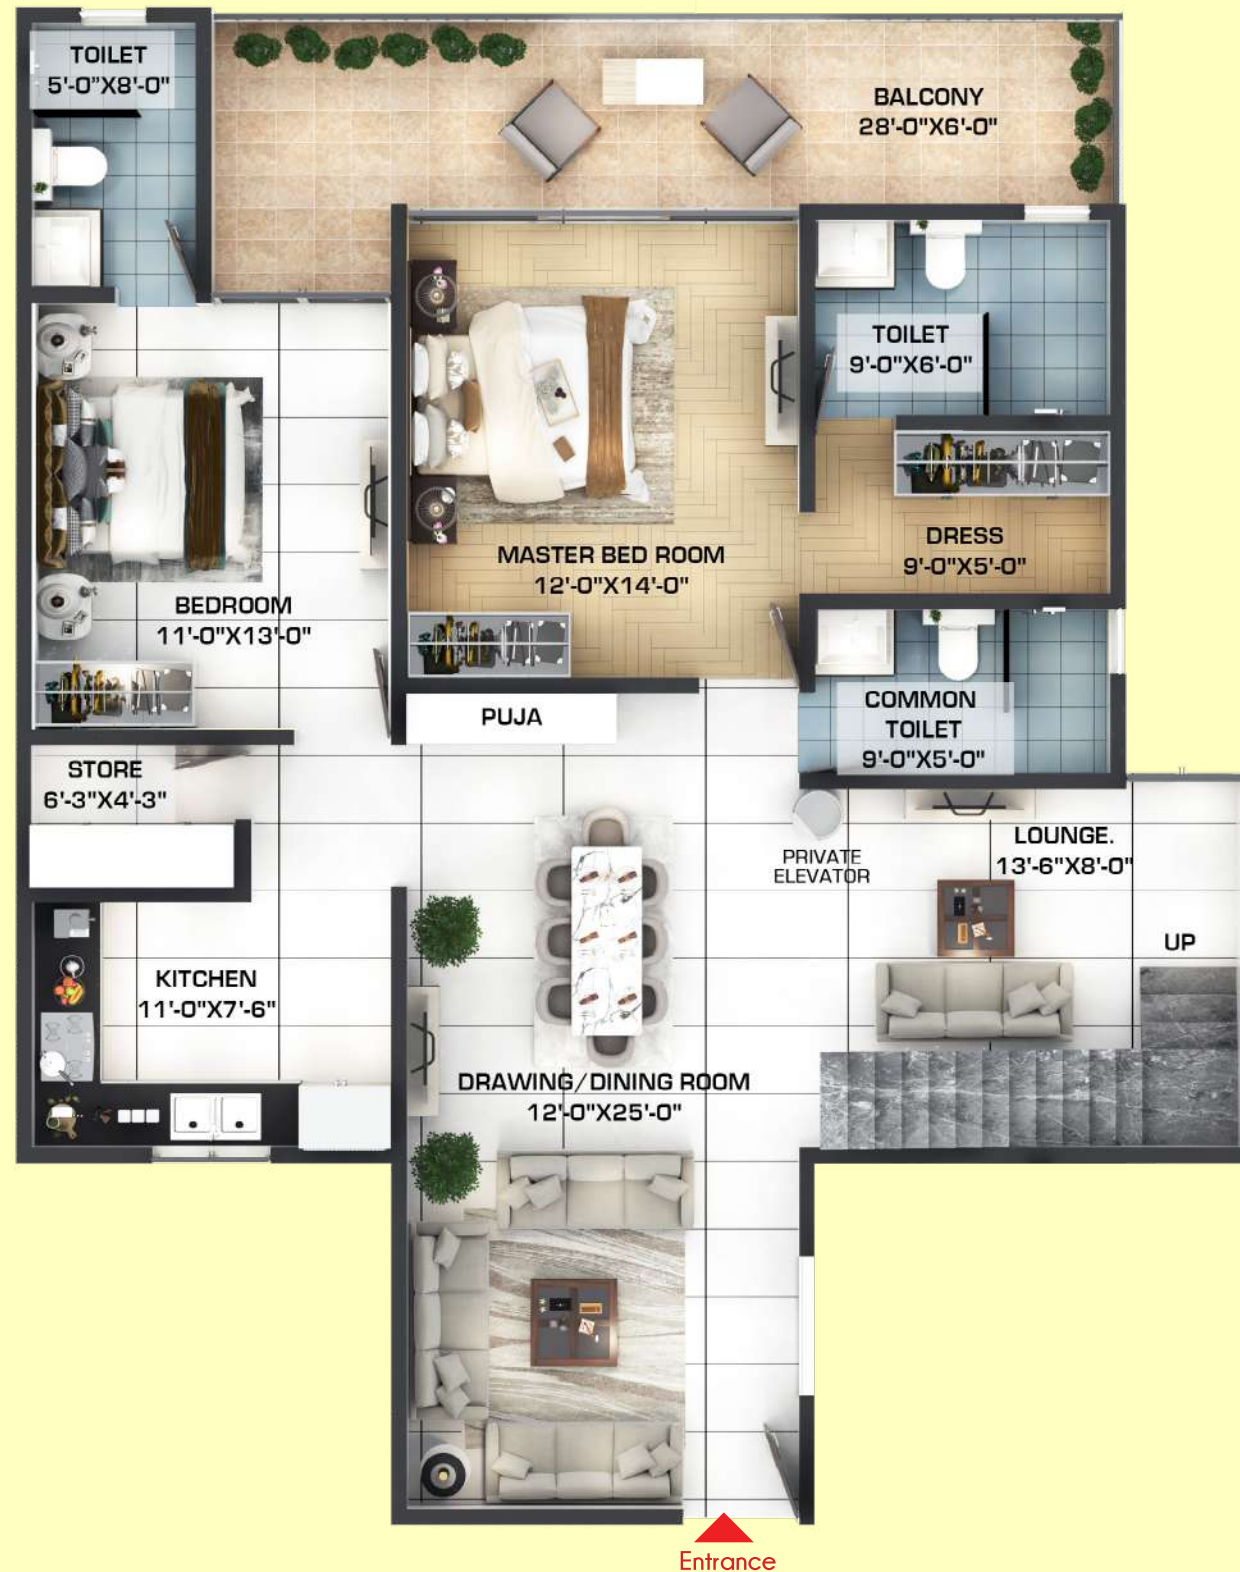 TOILET
5'-0"X8'-0"
BALCONY
28'-0"X6'-0"
TOILET
9'-0"X6'-0"
MASTER BED ROOM
12'-0"X14'-0"
DRESS
9'-0"X5'-0"
BEDROOM
11'-0"X13'-0"
PUJA
COMMON
TOILET
9'-0"X5'-0"
STORE
6'-3"X4'-3"
LOUNGE.
13'-6"X8'-0"
PRIVATE
ELEVATOR
UP
KITCHEN
11'-0"X7'-6"
DRAWING/DINING ROOM
12'-0"X25'-0"
Entrance